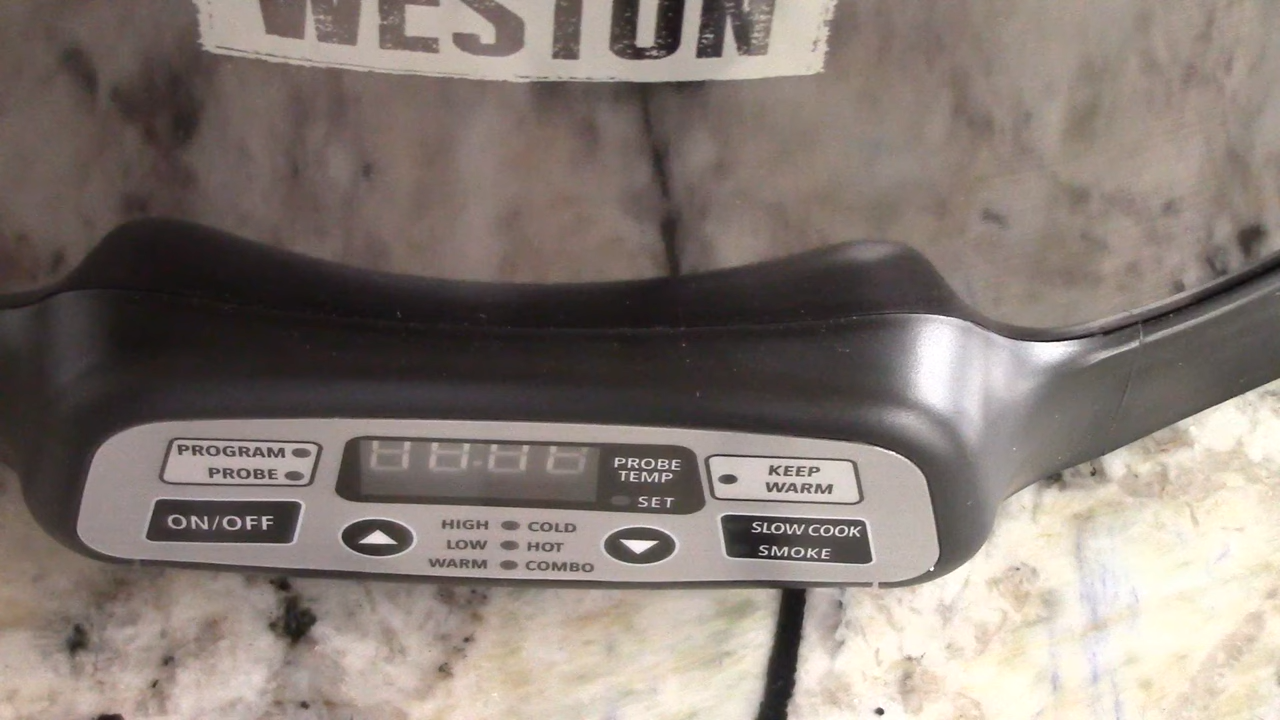 WESTON
PROGRAM
PROBE
ON/OFF
PROBE
TEMP
SET
HIGH COLD
LOW HOT
WARM COMBO
KEEP
WARM
SLOW COOK
SMOKE